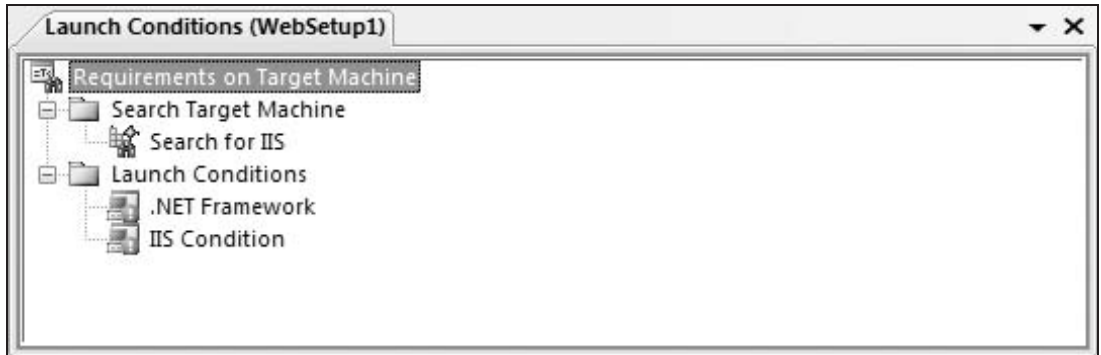 Launch Conditions (WebSetup1)
Requirements on Target Machine
Search Target Machine
Search for IIS
Launch Conditions
.NET Framework
IIS Condition